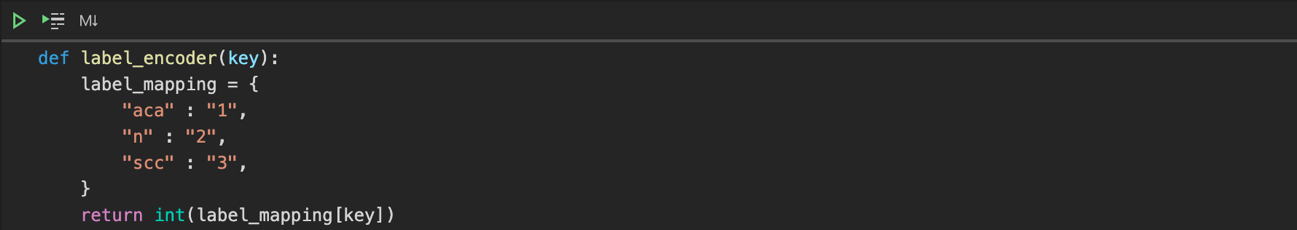 M↓
def label_encoder(key):
    label_mapping = {
        "aca" : "1",
        "n" : "2",
        "scc" : "3",
    }
    return int(label_mapping[key])